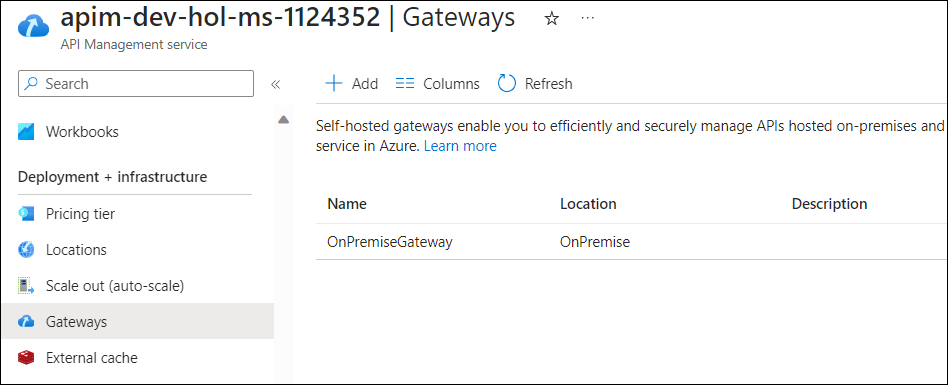 apim-dev-hol-ms-1124352 | Gateways
API Management service
Search
Add
Columns
Refresh
Workbooks
Self-hosted gateways enable you to efficiently and securely manage APIs hosted on-premises and
service in Azure. Learn more
Deployment + infrastructure
Pricing tier
Locations
Scale out (auto-scale)
Gateways
External cache
Name Location Description
OnPremiseGateway OnPremise